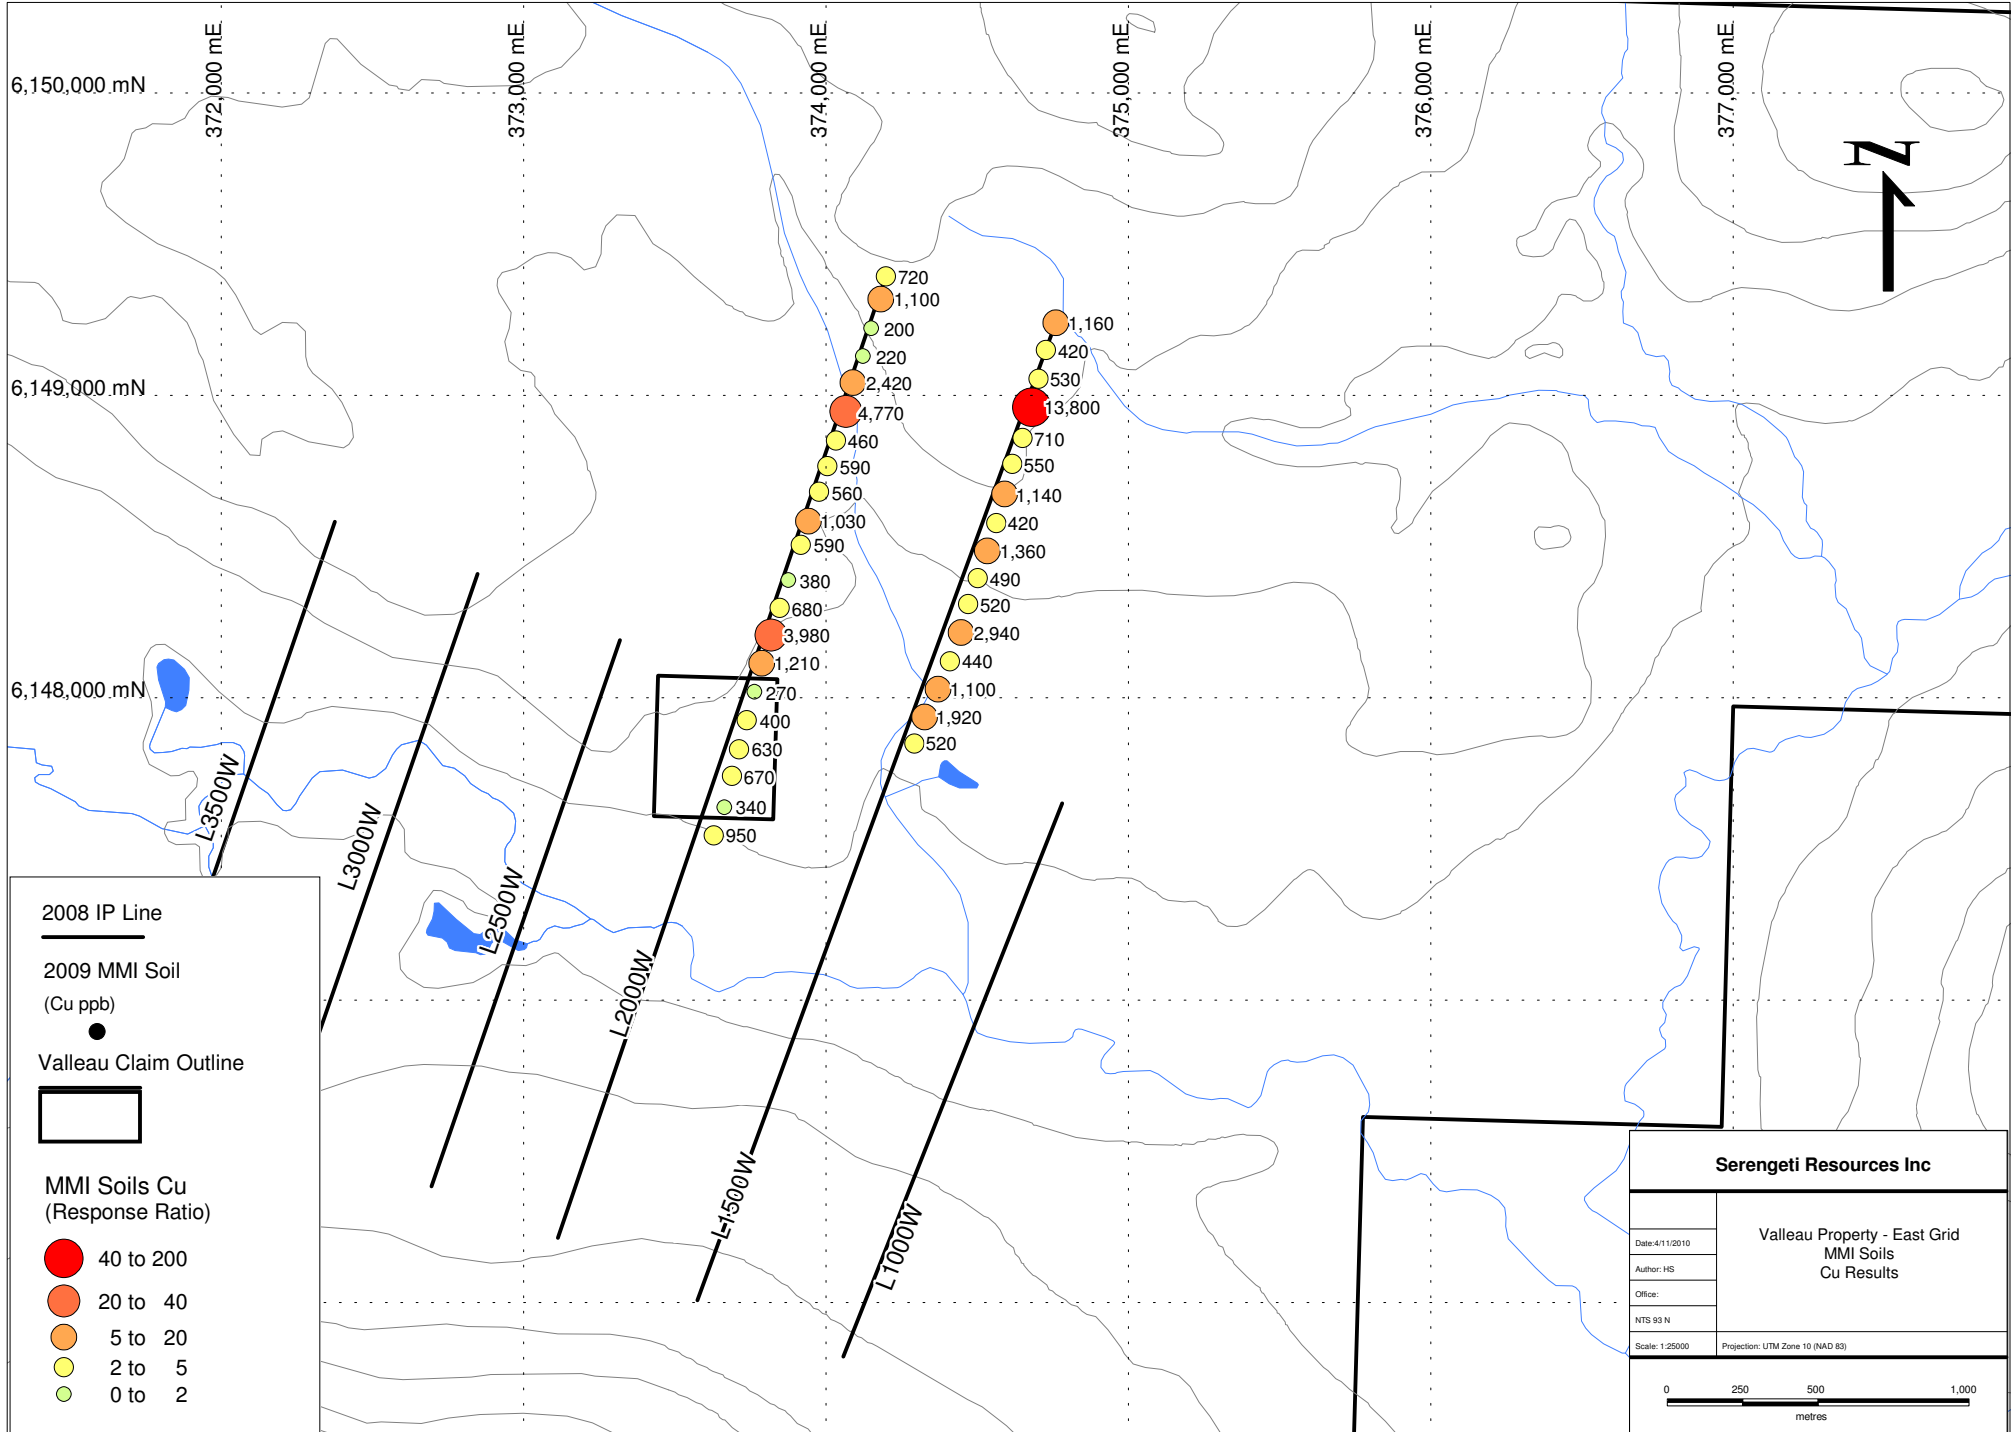 372,000 mE
373,000 mE
374,000 mE
375,000 mE
376,000 mE
377,000 mE
6,150,000 mN
6,149,000 mN
6,148,000 mN
N
720
1,100
200
220
2,420
4,770
460
590
560
1,030
590
380
680
3,980
1,210
270
400
630
670
340
950
1,160
420
530
13,800
710
550
1,140
420
1,360
490
520
2,940
440
1,100
1,920
520
L3500W
L3000W
L2500W
L2000W
L1500W
L1000W
2008 IP Line
2009 MMI Soil
(Cu ppb)
Valleau Claim Outline
MMI Soils Cu
(Response Ratio)
40 to 200
20 to 40
5 to 20
2 to 5
0 to 2
Serengeti Resources Inc
Valleau Property - East Grid
MMI Soils
Cu Results
Date:4/11/2010
Author: HS
Office:
NTS 93 N
Scale: 1:25000
Projection: UTM Zone 10 (NAD 83)
0 250 500 1,000
metres